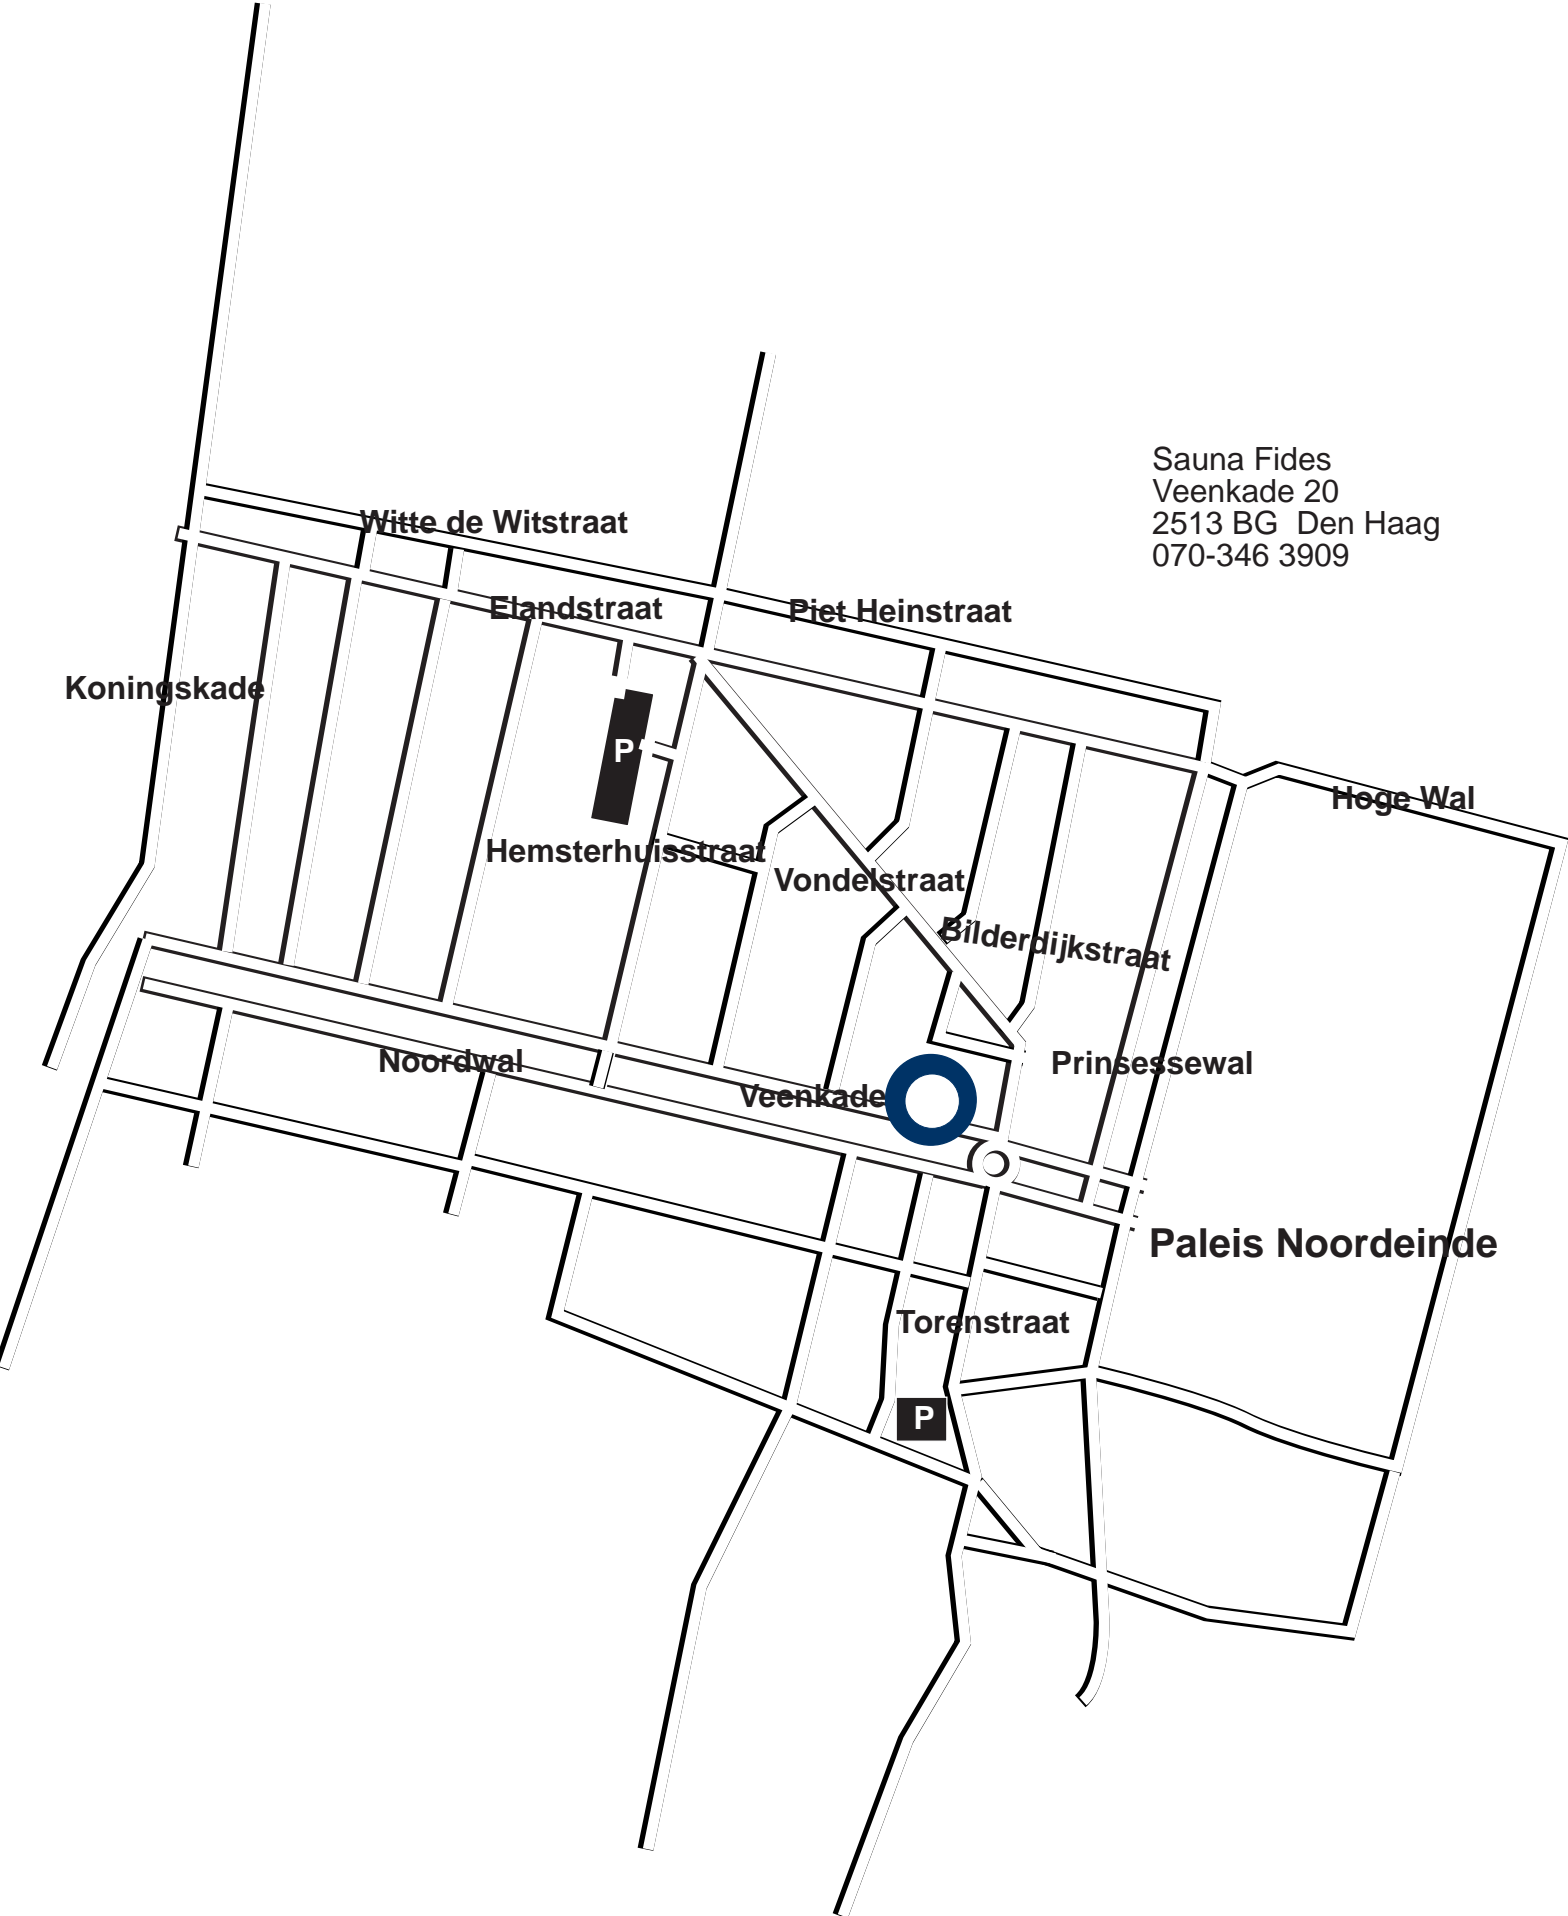 Sauna Fides
Veenkade 20
2513 BG  Den Haag
070-346 3909
Witte de Witstraat
Elandstraat
Piet Heinstraat
Koningskade
P
Hoge Wal
Hemsterhuisstraat
Vondelstraat
Bilderdijkstraat
Noordwal
Prinsessewal
Veenkade
Paleis Noordeinde
Torenstraat
P